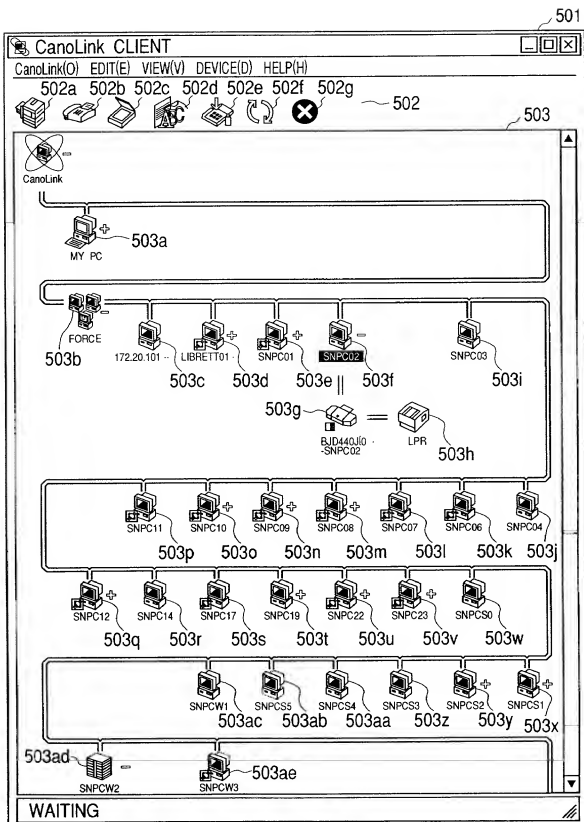 501
CanoLink CLIENT
CanoLink(O) EDIT(E) VIEW(V) DEVICE(D) HELP(H)
502a 502b 502c 502d 502e 502f 502g
502
503
CanoLink
503a
MY PC
503b
FORCE
172.20.101 ·· LIBRETT01 · SNPC01 SNPC02 SNPC03
503c 503d 503e 503f 503i
503g
BJD440Jí0 · LPR
-SNPC02
503h
SNPC11 SNPC10 SNPC09 SNPC08 SNPC07 SNPC06 SNPC04
503p 503o 503n 503m 503l 503k 503j
SNPC12 SNPC14 SNPC17 SNPC19 SNPC22 SNPC23 SNPCS0
503q 503r 503s 503t 503u 503v 503w
SNPCW1 SNPCS5 SNPCS4 SNPCS3 SNPCS2 SNPCS1
503ac 503ab 503aa 503z 503y 503x
503ad
503ae
SNPCW2 SNPCW3
WAITING